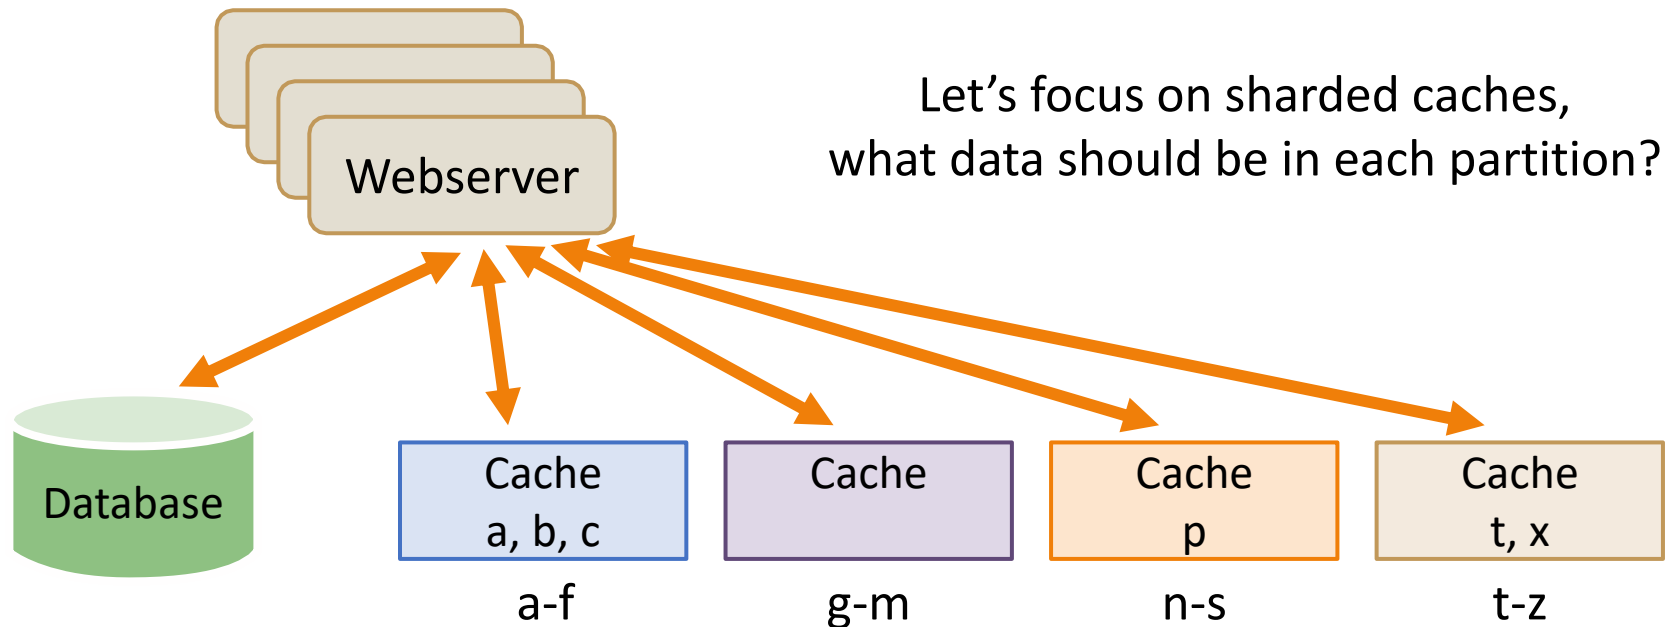 Let’s focus on sharded caches,
what data should be in each partition?
Webserver
Database
Cache
a, b, c
a-f
Cache
g-m
Cache
p
n-s
Cache
t, x
t-z